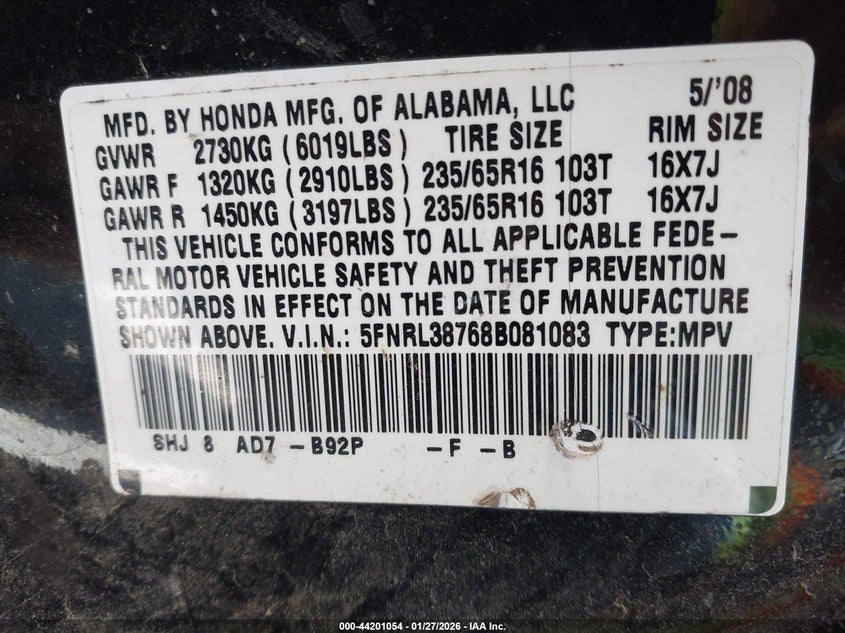 MFD. BY HONDA MFG. OF ALABAMA, LLC 5/'08
GVWR 2730KG (6019LBS) TIRE SIZE RIM SIZE
GAWR F 1320KG (2910LBS) 235/65R16 103T 16X7J
GAWR R 1450KG (3197LBS) 235/65R16 103T 16X7J
THIS VEHICLE CONFORMS TO ALL APPLICABLE FEDE-
RAL MOTOR VEHICLE SAFETY AND THEFT PREVENTION
STANDARDS IN EFFECT ON THE DATE OF MANUFACTURE
SHOWN ABOVE. V.I.N.: 5FNRL38768B081083 TYPE:MPV
SHJ 8 AD7 -B92P -F -B
000-44201054 - 01/27/2026 - IAA Inc.